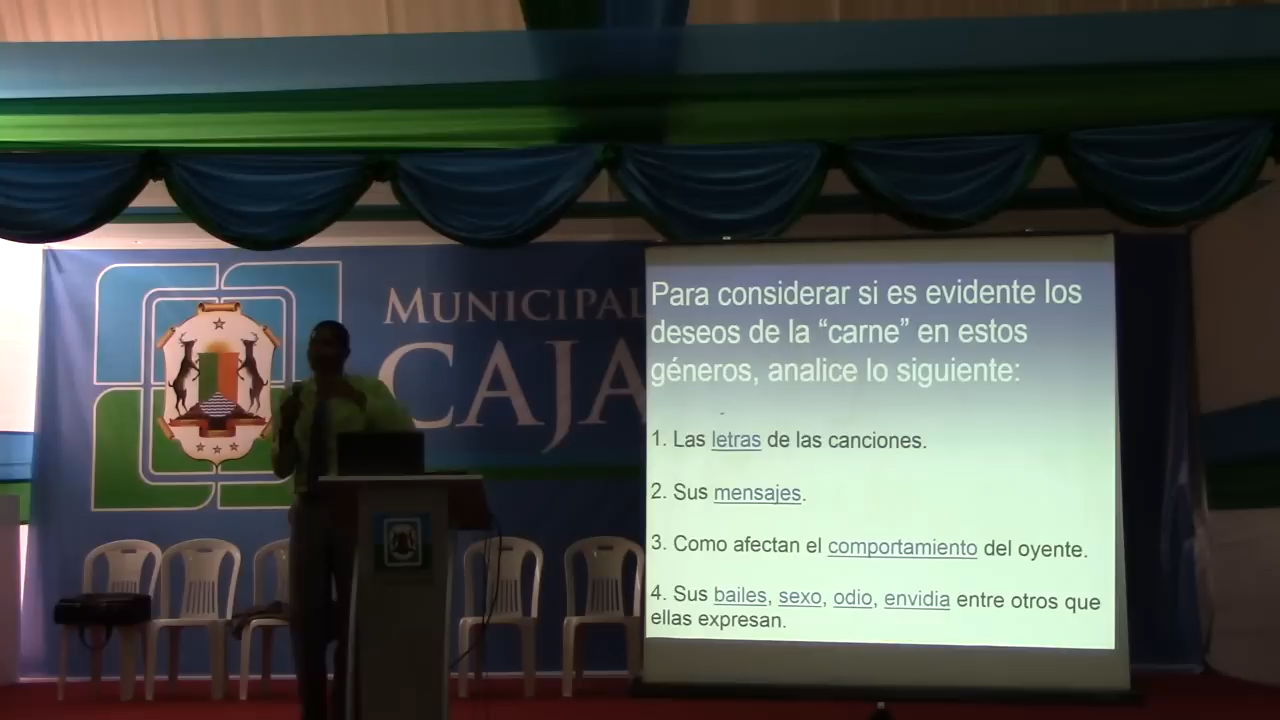 MUNICIPAL
CAJA
Para considerar si es evidente los
deseos de la “carne” en estos
géneros, analice lo siguiente:
1. Las letras de las canciones.
2. Sus mensajes.
3. Como afectan el comportamiento del oyente.
4. Sus bailes, sexo, odio, envidia entre otros que
ellas expresan.